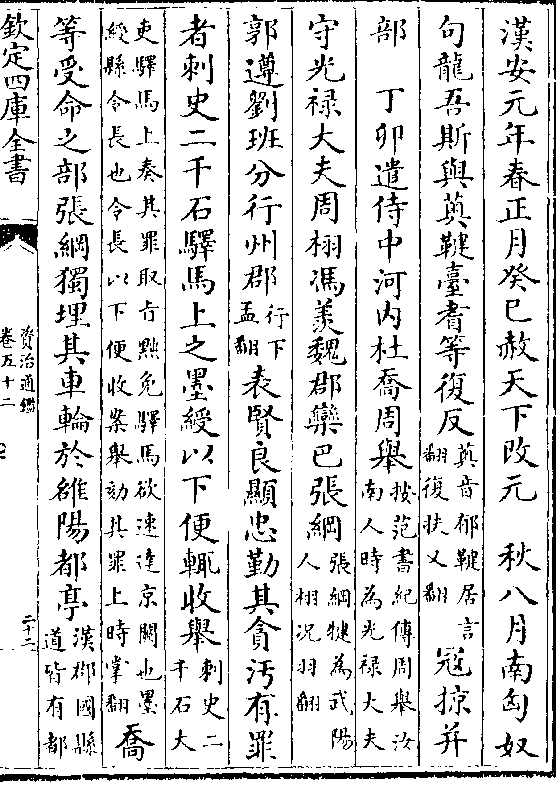 漢安元年春正月癸巳赦天下改元　秋八月南匈奴
句龍吾斯與薁鞬臺耆等復反薁音郁鞬居言翻復扶又翻寇掠并
部　丁卯遣侍中河內杜喬周舉按范書紀傳周舉汝南人時為光禄大夫
守光禄大夫周栩馮羨魏郡欒巴張綱張綱犍為武陽人栩况羽翻
郭遵劉班分行州郡行下孟翻表賢良顯忠勤其貪汚有罪
者刺史二千石驛馬上之墨綬以下便輒收舉刺史二千石大
吏驛馬上奏其罪取旨黜免驛馬欲速達京闕也墨綬縣令長也令長以下便收案舉劾其罪上時掌翻喬
等受命之部張綱獨埋其車輪於雒陽都亭漢郡國縣道皆有都
欽定四庫全書
資治通鑑
卷五十二
二十二